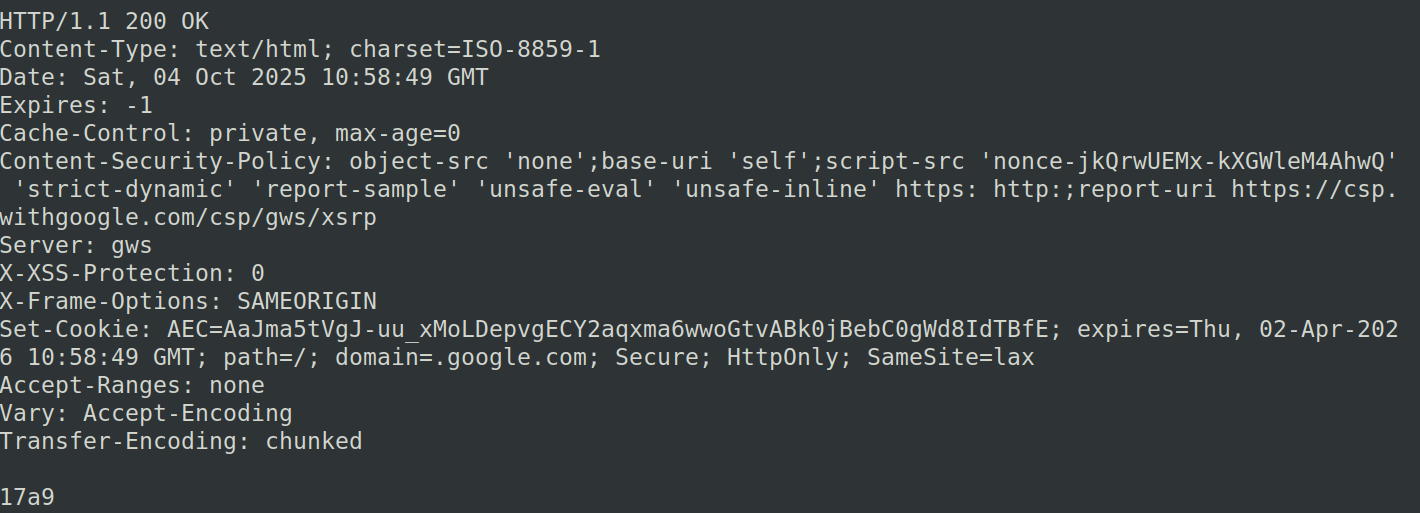 HTTP/1.1 200 OK
Content-Type: text/html; charset=ISO-8859-1
Date: Sat, 04 Oct 2025 10:58:49 GMT
Expires: -1
Cache-Control: private, max-age=0
Content-Security-Policy: object-src 'none';base-uri 'self';script-src 'nonce-jkQrwUEMx-kXGWleM4AhwQ'
 'strict-dynamic' 'report-sample' 'unsafe-eval' 'unsafe-inline' https: http:;report-uri https://csp.
withgoogle.com/csp/gws/xsrp
Server: gws
X-XSS-Protection: 0
X-Frame-Options: SAMEORIGIN
Set-Cookie: AEC=AaJma5tVgJ-uu_xMoLDepvgECY2aqxma6wwoGtvABk0jBebC0gWd8IdTBfE; expires=Thu, 02-Apr-202
6 10:58:49 GMT; path=/; domain=.google.com; Secure; HttpOnly; SameSite=lax
Accept-Ranges: none
Vary: Accept-Encoding
Transfer-Encoding: chunked

17a9